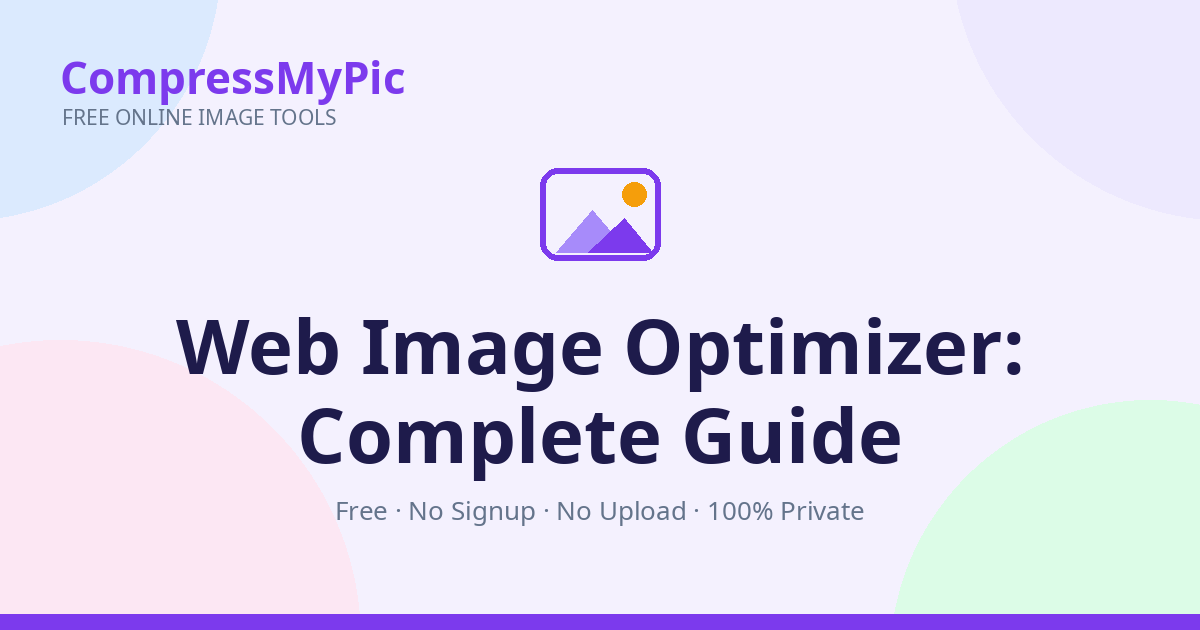 CompressMyPic
FREE ONLINE IMAGE TOOLS
Web Image Optimizer:
Complete Guide
Free · No Signup · No Upload · 100% Private